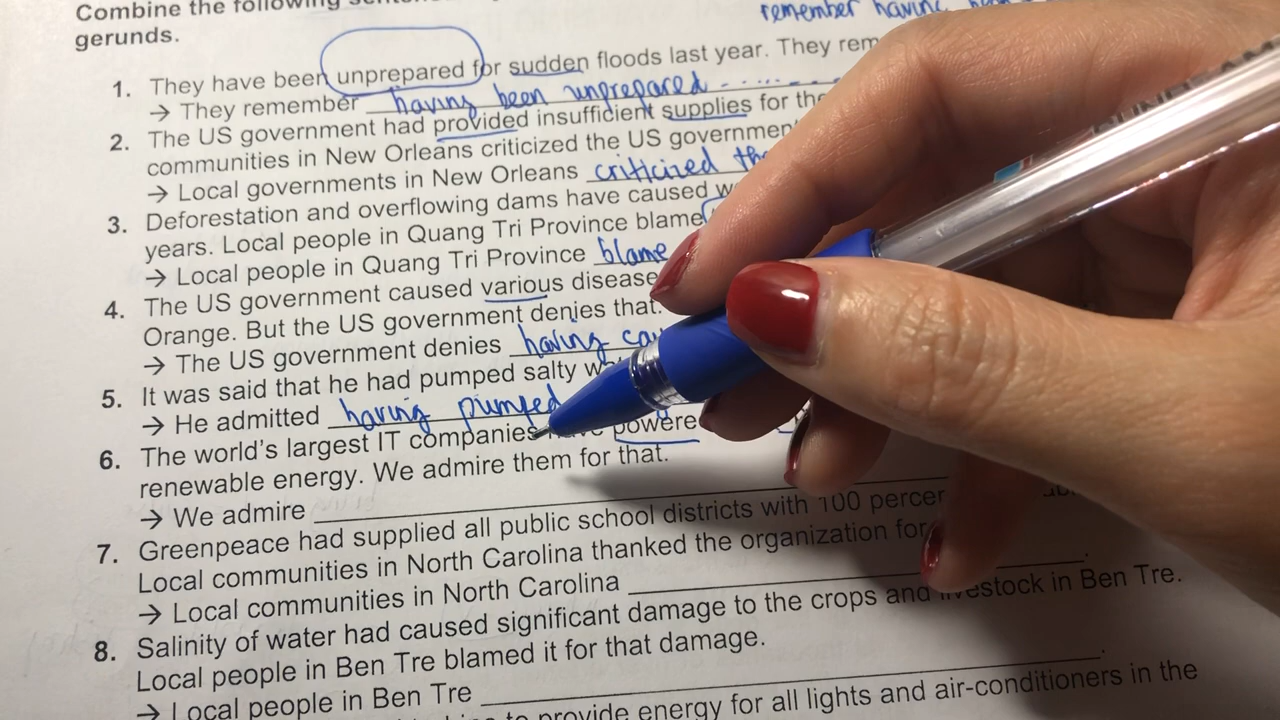 Combine the following
remember having
gerunds.
1. They have been unprepared for sudden floods last year. They rem
→ They remember having been unprepared
2. The US government had provided insufficient supplies for the
communities in New Orleans criticized the US governmen
→ Local governments in New Orleans criticized the
3. Deforestation and overflowing dams have caused w
years. Local people in Quang Tri Province blame
→ Local people in Quang Tri Province blame
4. The US government caused various disease
Orange. But the US government denies that.
→ The US government denies having cau
5. It was said that he had pumped salty w
→ He admitted having pumped
6. The world's largest IT companies have powere
renewable energy. We admire them for that.
→ We admire
7. Greenpeace had supplied all public school districts with 100 percen
Local communities in North Carolina thanked the organization for
→ Local communities in North Carolina
8. Salinity of water had caused significant damage to the crops and livestock in Ben Tre.
Local people in Ben Tre blamed it for that damage.
→ Local people in Ben Tre
to provide energy for all lights and air-conditioners in the